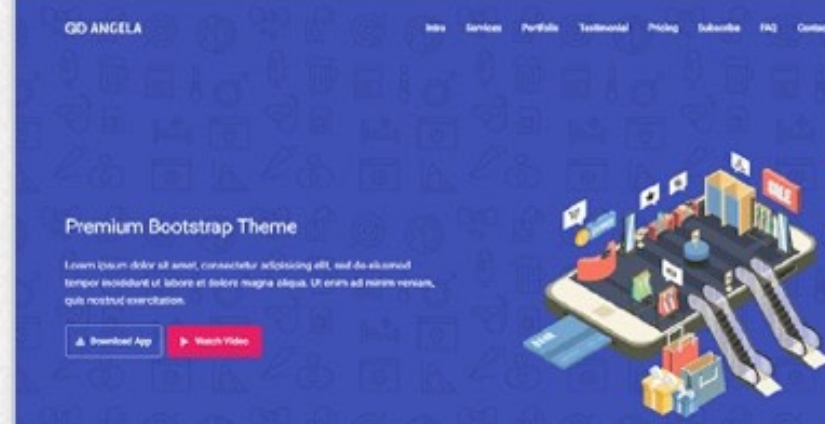 ANGELA
Intro Services Portfolio Testimonial Pricing Subscribe FAQ Contac
SALE
Premium Bootstrap Theme
Lorem ipsum dolor sit amet, consectetur adipisicing elit, sed do eiusmod
tempor incididunt ut labore et dolore magna aliqua. Ut enim ad minim veniam,
quis nostrud exercitation.
Download App Watch Video